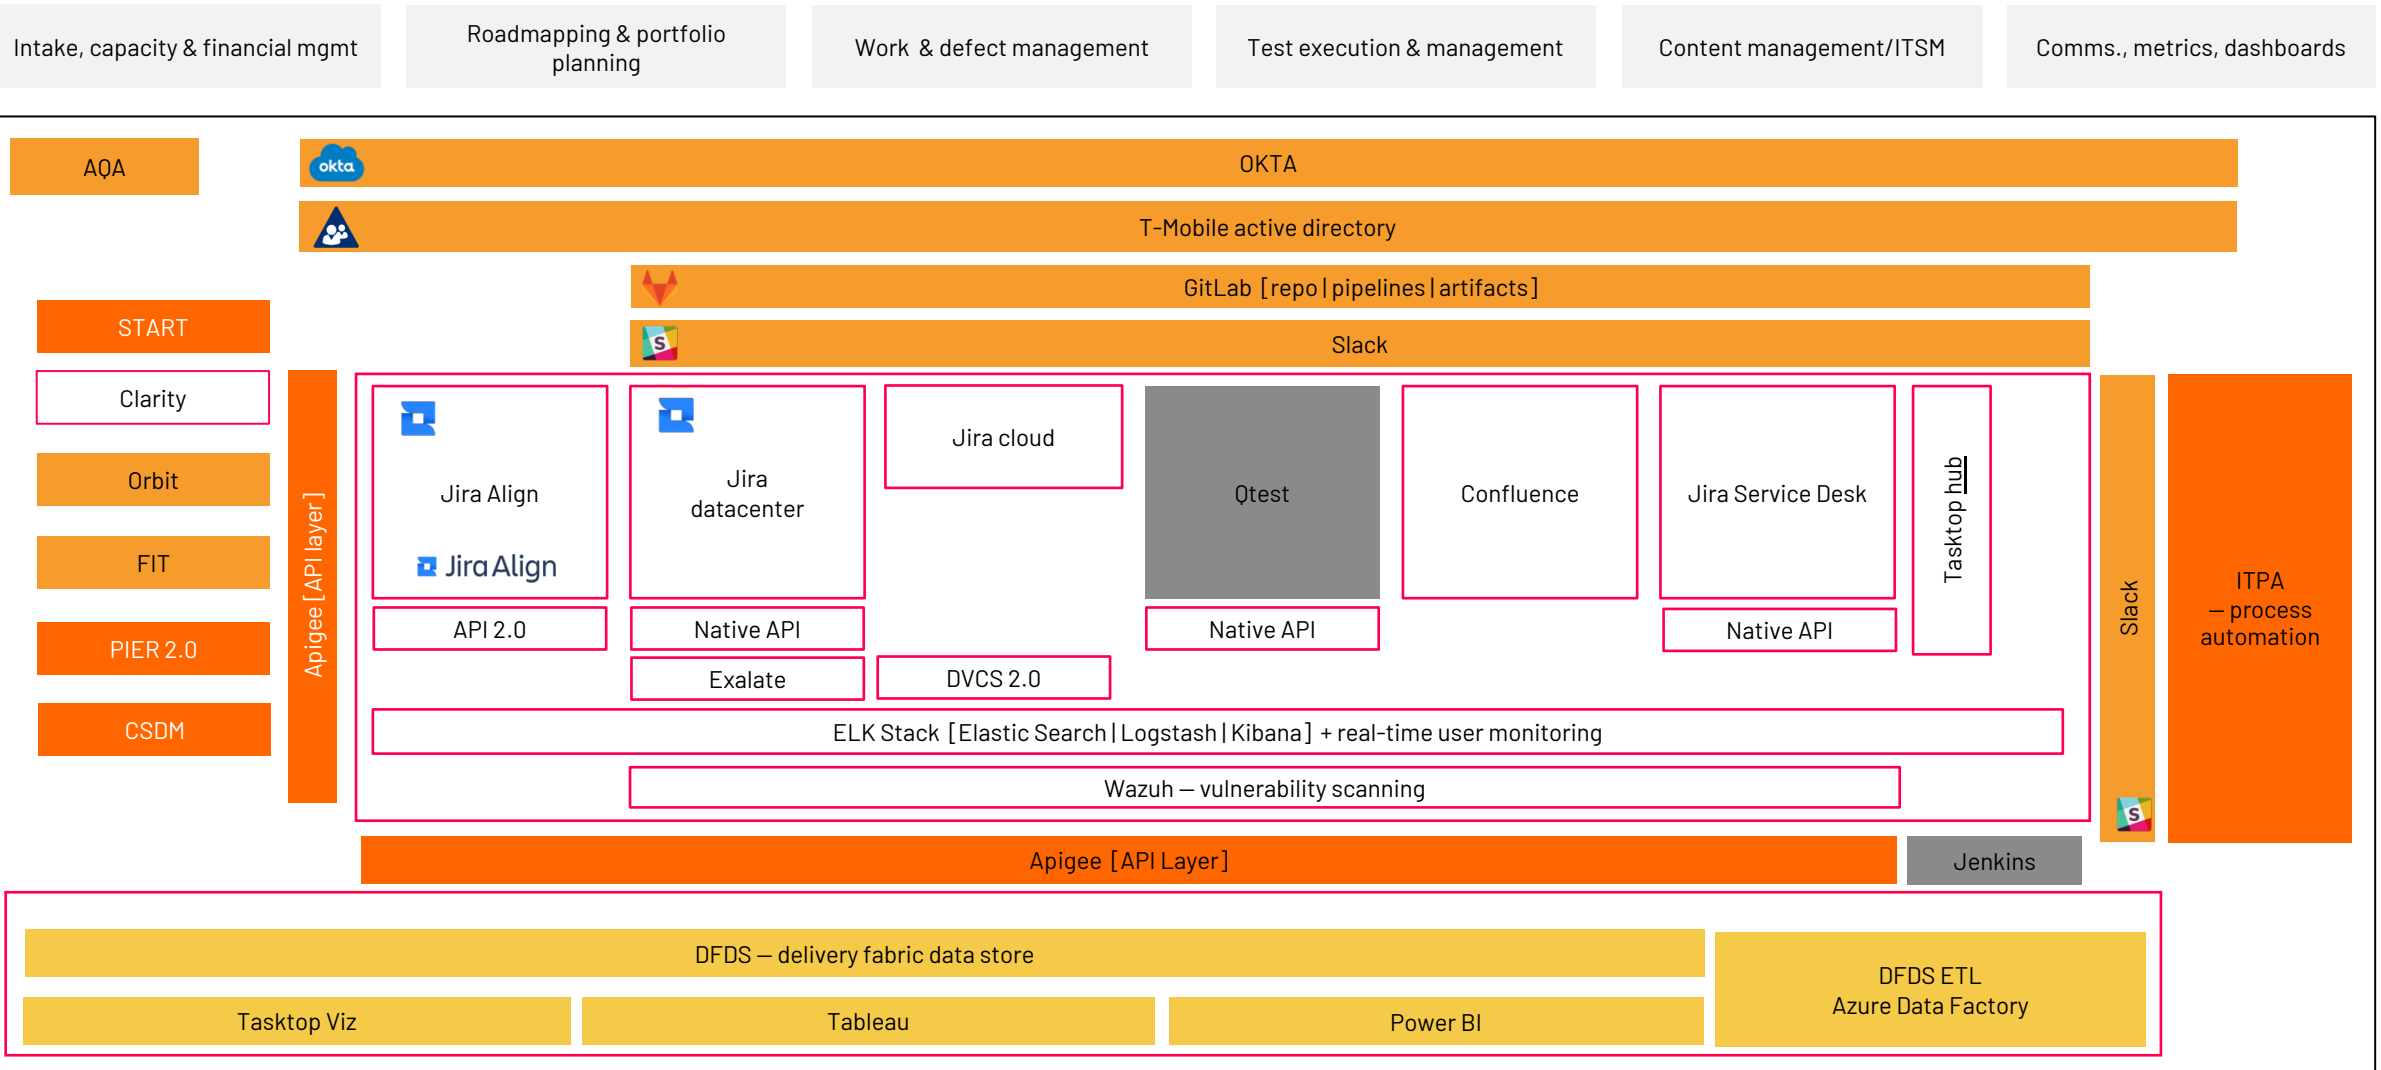 Intake, capacity & financial mgmt
Roadmapping & portfolio
planning
Work & defect management
Test execution & management
Content management/ITSM
Comms., metrics, dashboards
AQA
okta
OKTA
T-Mobile active directory
GitLab [repo | pipelines | artifacts]
Slack
START
Clarity
Orbit
FIT
PIER 2.0
CSDM
Apigee [API layer]
Jira Align
Jira Align
API 2.0
Jira
datacenter
Native API
Exalate
Jira cloud
DVCS 2.0
Qtest
Native API
Confluence
Jira Service Desk
Native API
Tasktop hub
ELK Stack [Elastic Search | Logstash | Kibana] + real-time user monitoring
Wazuh — vulnerability scanning
Slack
S
S
ITPA
— process
automation
Apigee [API Layer]
Jenkins
DFDS — delivery fabric data store
DFDS ETL
Azure Data Factory
Tasktop Viz
Tableau
Power BI